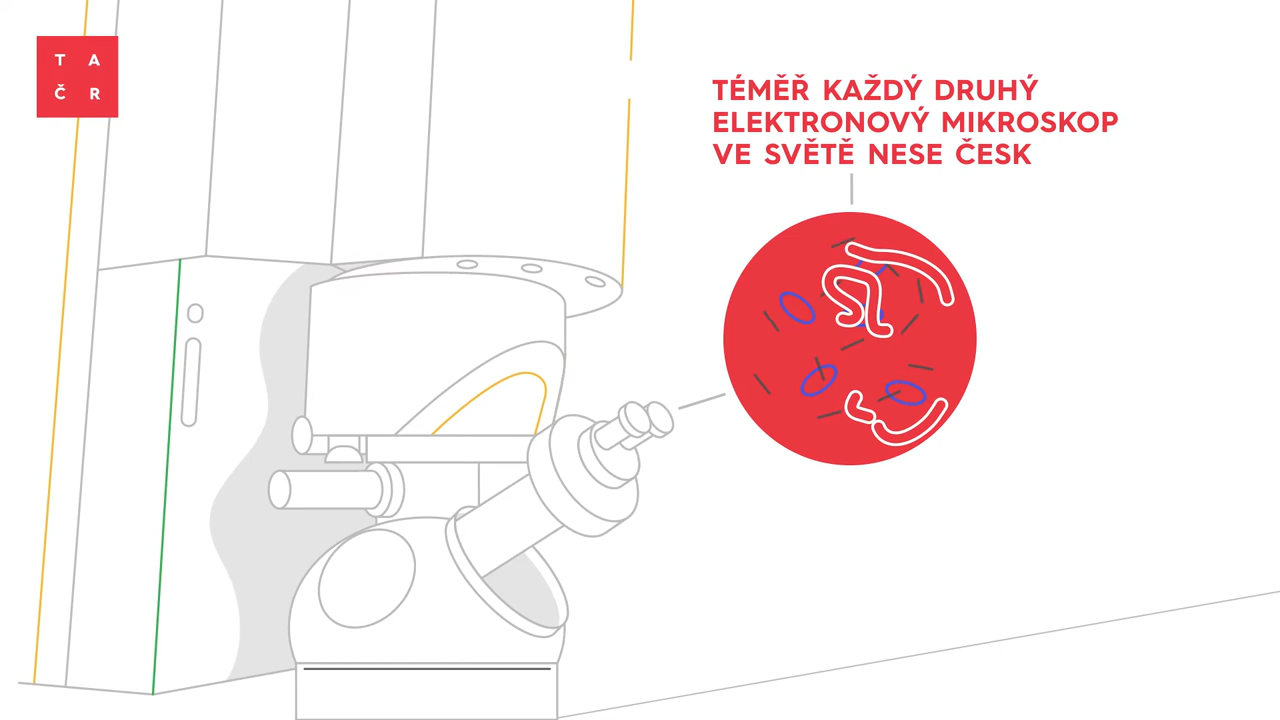 T A
Č R
TÉMĚŘ KAŽDÝ DRUHÝ
ELEKTRONOVÝ MIKROSKOP
VE SVĚTĚ NESE ČESK